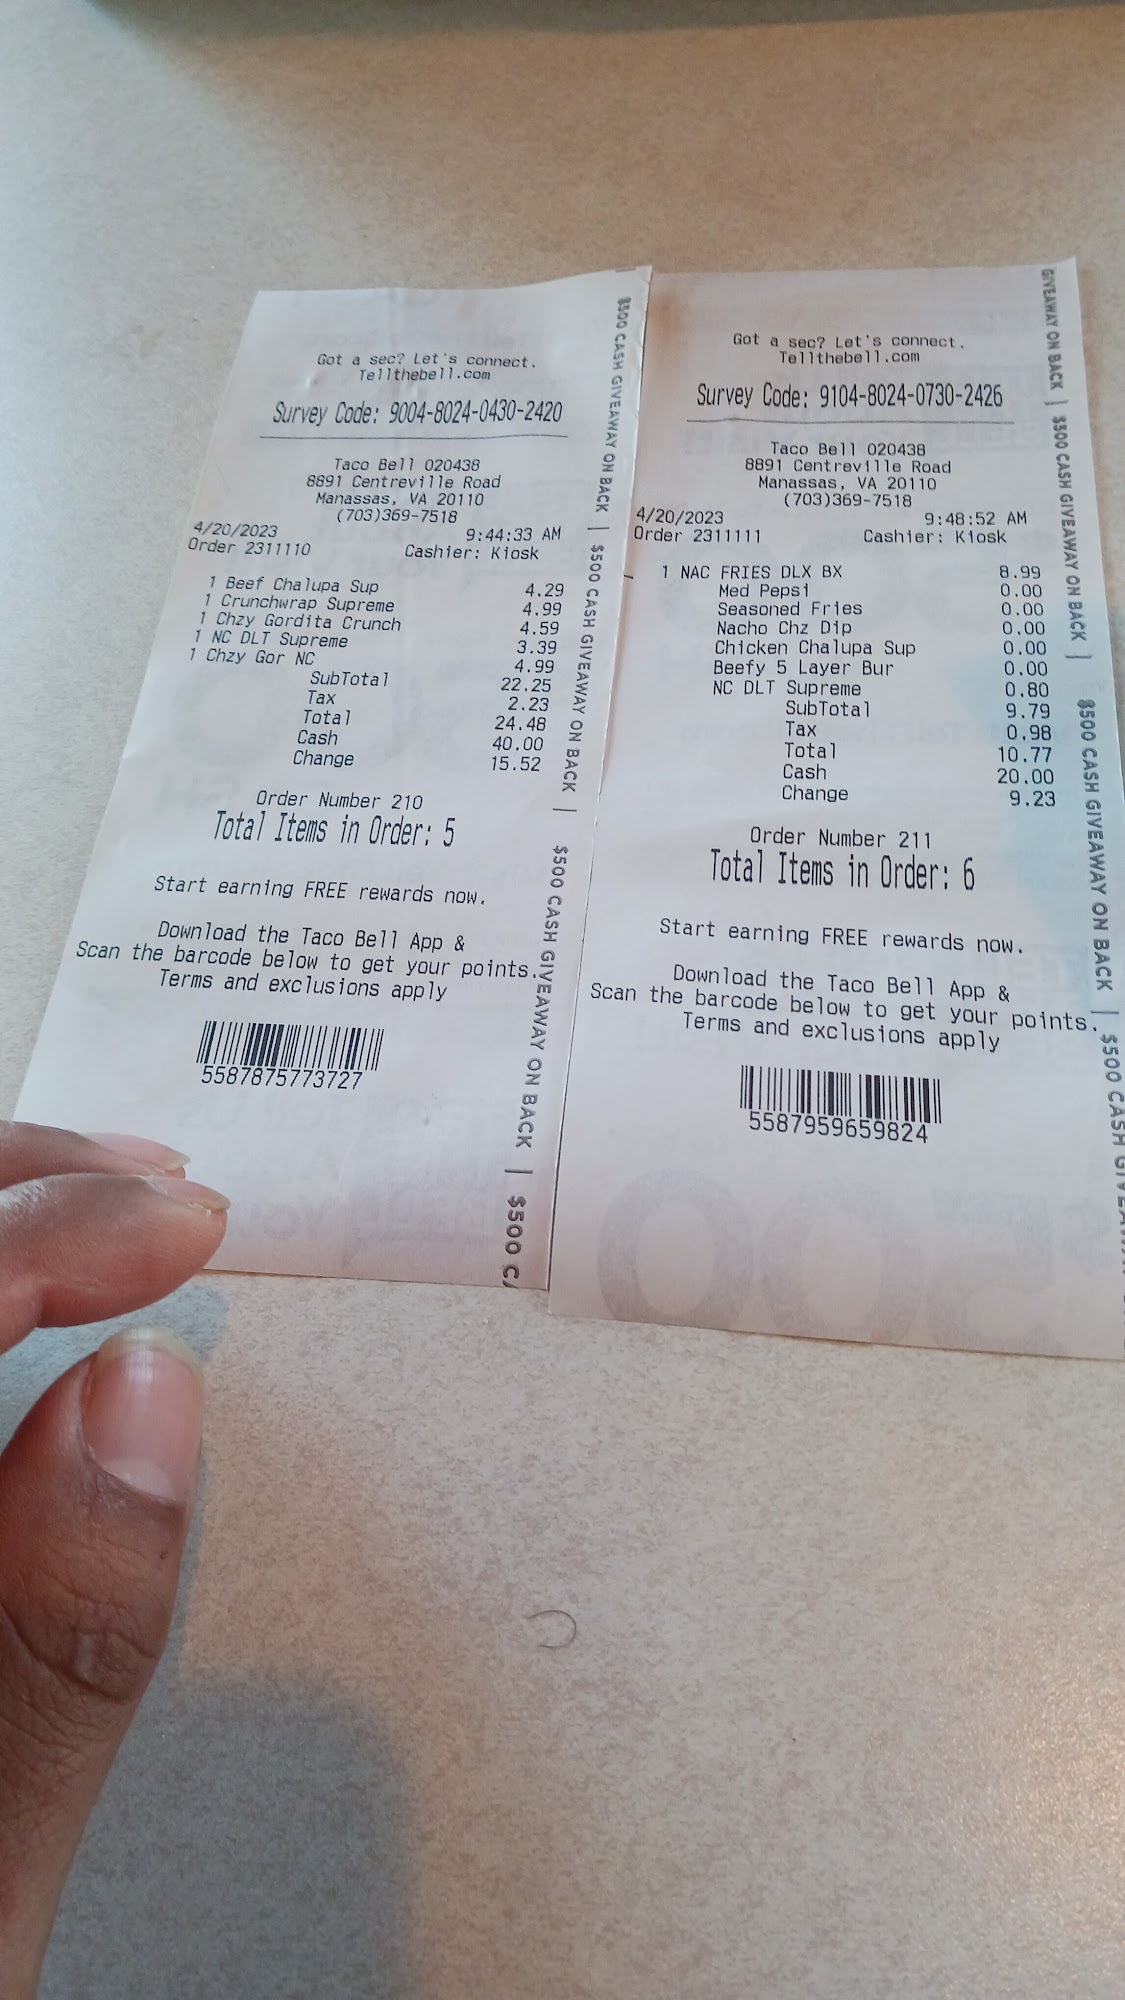 Got a sec? Let's connect.
Tellthebell.com
Survey Code: 9004-8024-0430-2420
Taco Bell 020438
8891 Centreville Road
Manassas, VA 20110
(703)369-7518
4/20/2023 9:44:33 AM
Order 2311110 Cashier: Kiosk
1 Beef Chalupa Sup 4.29
1 Crunchwrap Supreme 4.99
1 Chzy Gordita Crunch 4.59
1 NC DLT Supreme 3.39
1 Chzy Gor NC 4.99
SubTotal 22.25
Tax 2.23
Total 24.48
Cash 40.00
Change 15.52
Order Number 210
Total Items in Order: 5
Start earning FREE rewards now.
Download the Taco Bell App &
Scan the barcode below to get your points.
Terms and exclusions apply
5587875773727
$500 CASH GIVEAWAY ON BACK | $500 CASH GIVEAWAY ON BACK | $500 CASH GIVEAWAY ON BACK | $500 CA
Got a sec? Let's connect.
Tellthebell.com
Survey Code: 9104-8024-0730-2426
Taco Bell 020438
8891 Centreville Road
Manassas, VA 20110
(703)369-7518
4/20/2023 9:48:52 AM
Order 2311111 Cashier: Kiosk
1 NAC FRIES DLX BX 8.99
Med Pepsi 0.00
Seasoned Fries 0.00
Nacho Chz Dip 0.00
Chicken Chalupa Sup 0.00
Beefy 5 Layer Bur 0.00
NC DLT Supreme 0.80
SubTotal 9.79
Tax 0.98
Total 10.77
Cash 20.00
Change 9.23
Order Number 211
Total Items in Order: 6
Start earning FREE rewards now.
Download the Taco Bell App &
Scan the barcode below to get your points.
Terms and exclusions apply
5587959659824
GIVEAWAY ON BACK | $500 CASH GIVEAWAY ON BACK | $500 CASH GIVEAWAY ON BACK | $500 CASH GIVEAWAY